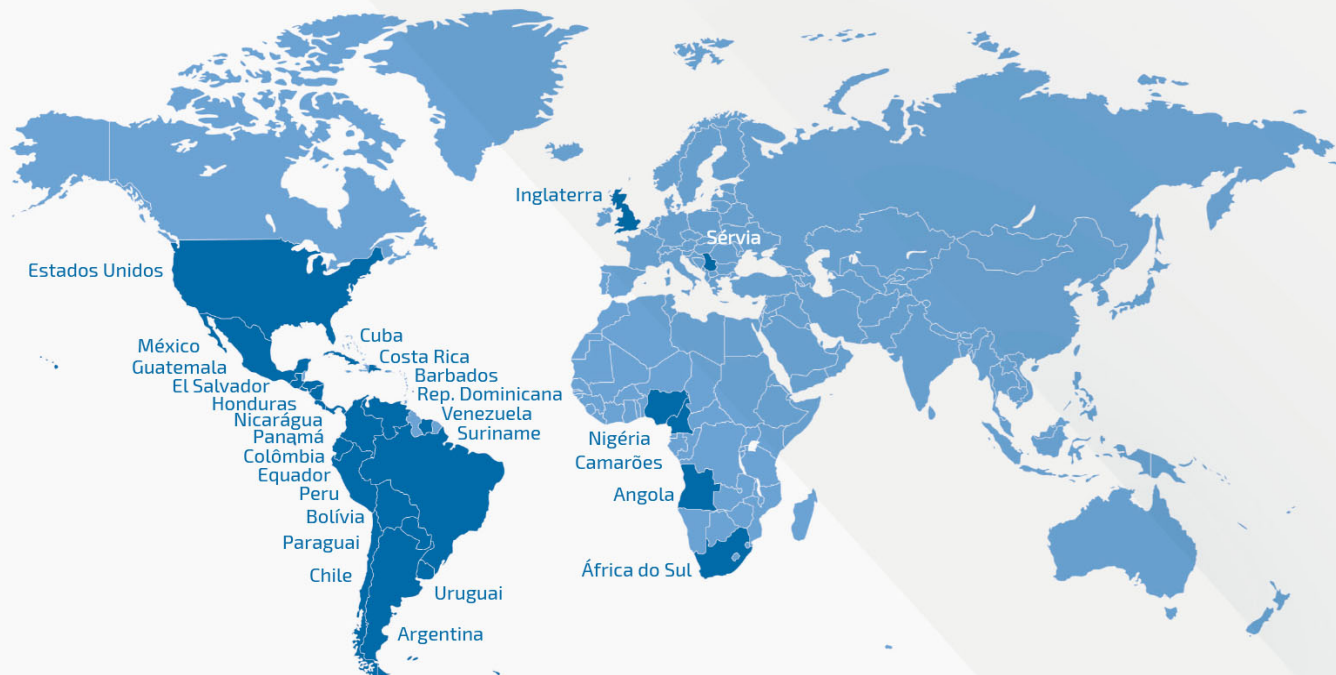 Inglaterra
Sérvia
Estados Unidos
México
Guatemala
El Salvador
Honduras
Nicarágua
Panamá
Colômbia
Equador
Peru
Bolívia
Paraguai
Chile
Cuba
Costa Rica
Barbados
Rep. Dominicana
Venezuela
Suriname
Uruguai
Argentina
Nigéria
Camarões
Angola
África do Sul